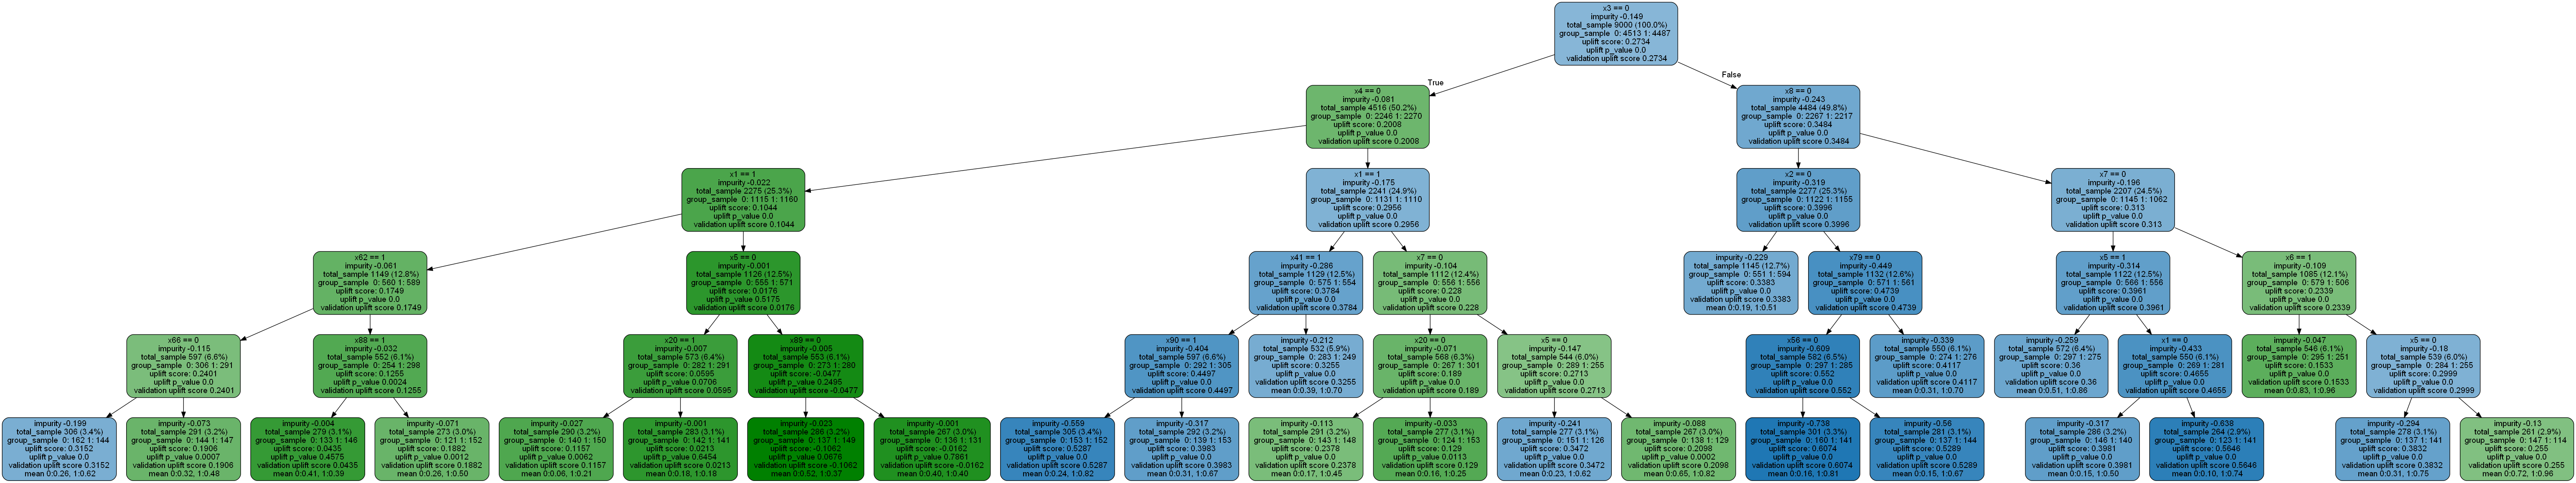 x3 == 0
impurity -0.149
total_sample 9000 (100.0%)
group_sample 0: 4513 1: 4487
uplift score: 0.2734
uplift p_value 0.0
validation uplift score 0.2734
True
False
x4 == 0
impurity -0.081
total_sample 4516 (50.2%)
group_sample 0: 2246 1: 2270
uplift score: 0.2008
uplift p_value 0.0
validation uplift score 0.2008
x8 == 0
impurity -0.243
total_sample 4484 (49.8%)
group_sample 0: 2267 1: 2217
uplift score: 0.3484
uplift p_value 0.0
validation uplift score 0.3484
x1 == 1
impurity -0.022
total_sample 2275 (25.3%)
group_sample 0: 1115 1: 1160
uplift score: 0.1044
uplift p_value 0.0
validation uplift score 0.1044
x1 == 1
impurity -0.175
total_sample 2241 (24.9%)
group_sample 0: 1131 1: 1110
uplift score: 0.2956
uplift p_value 0.0
validation uplift score 0.2956
x2 == 0
impurity -0.319
total_sample 2277 (25.3%)
group_sample 0: 1122 1: 1155
uplift score: 0.3996
uplift p_value 0.0
validation uplift score 0.3996
x7 == 0
impurity -0.196
total_sample 2207 (24.5%)
group_sample 0: 1145 1: 1062
uplift score: 0.313
uplift p_value 0.0
validation uplift score 0.313
x62 == 1
impurity -0.061
total_sample 1149 (12.8%)
group_sample 0: 560 1: 589
uplift score: 0.1749
uplift p_value 0.0
validation uplift score 0.1749
x5 == 0
impurity -0.001
total_sample 1126 (12.5%)
group_sample 0: 555 1: 571
uplift score: 0.0176
uplift p_value 0.5175
validation uplift score 0.0176
x41 == 1
impurity -0.286
total_sample 1129 (12.5%)
group_sample 0: 575 1: 554
uplift score: 0.3784
uplift p_value 0.0
validation uplift score 0.3784
x7 == 0
impurity -0.104
total_sample 1112 (12.4%)
group_sample 0: 556 1: 556
uplift score: 0.228
uplift p_value 0.0
validation uplift score 0.228
impurity -0.229
total_sample 1145 (12.7%)
group_sample 0: 551 1: 594
uplift score: 0.3383
uplift p_value 0.0
validation uplift score 0.3383
mean 0:0.19, 1:0.51
x79 == 0
impurity -0.449
total_sample 1132 (12.6%)
group_sample 0: 571 1: 561
uplift score: 0.4739
uplift p_value 0.0
validation uplift score 0.4739
x5 == 1
impurity -0.314
total_sample 1122 (12.5%)
group_sample 0: 566 1: 556
uplift score: 0.3961
uplift p_value 0.0
validation uplift score 0.3961
x6 == 1
impurity -0.109
total_sample 1085 (12.1%)
group_sample 0: 579 1: 506
uplift score: 0.2339
uplift p_value 0.0
validation uplift score 0.2339
x66 == 0
impurity -0.115
total_sample 597 (6.6%)
group_sample 0: 306 1: 291
uplift score: 0.2401
uplift p_value 0.0
validation uplift score 0.2401
x88 == 1
impurity -0.032
total_sample 552 (6.1%)
group_sample 0: 254 1: 298
uplift score: 0.1255
uplift p_value 0.0024
validation uplift score 0.1255
x20 == 1
impurity -0.007
total_sample 573 (6.4%)
group_sample 0: 282 1: 291
uplift score: 0.0595
uplift p_value 0.0706
validation uplift score 0.0595
x89 == 0
impurity -0.005
total_sample 553 (6.1%)
group_sample 0: 273 1: 280
uplift score: -0.0477
uplift p_value 0.2495
validation uplift score -0.0477
x90 == 1
impurity -0.404
total_sample 597 (6.6%)
group_sample 0: 292 1: 305
uplift score: 0.4497
uplift p_value 0.0
validation uplift score 0.4497
impurity -0.212
total_sample 532 (5.9%)
group_sample 0: 283 1: 249
uplift score: 0.3255
uplift p_value 0.0
validation uplift score 0.3255
mean 0:0.39, 1:0.70
x20 == 0
impurity -0.071
total_sample 568 (6.3%)
group_sample 0: 267 1: 301
uplift score: 0.189
uplift p_value 0.0
validation uplift score 0.189
x5 == 0
impurity -0.147
total_sample 544 (6.0%)
group_sample 0: 289 1: 255
uplift score: 0.2713
uplift p_value 0.0
validation uplift score 0.2713
x56 == 0
impurity -0.609
total_sample 582 (6.5%)
group_sample 0: 297 1: 285
uplift score: 0.552
uplift p_value 0.0
validation uplift score 0.552
impurity -0.339
total_sample 550 (6.1%)
group_sample 0: 274 1: 276
uplift score: 0.4117
uplift p_value 0.0
validation uplift score 0.4117
mean 0:0.31, 1:0.70
impurity -0.259
total_sample 572 (6.4%)
group_sample 0: 297 1: 275
uplift score: 0.36
uplift p_value 0.0
validation uplift score 0.36
mean 0:0.51, 1:0.86
x1 == 0
impurity -0.433
total_sample 550 (6.1%)
group_sample 0: 269 1: 281
uplift score: 0.4655
uplift p_value 0.0
validation uplift score 0.4655
impurity -0.047
total_sample 546 (6.1%)
group_sample 0: 295 1: 251
uplift score: 0.1533
uplift p_value 0.0
validation uplift score 0.1533
mean 0:0.83, 1:0.96
x5 == 0
impurity -0.18
total_sample 539 (6.0%)
group_sample 0: 284 1: 255
uplift score: 0.2999
uplift p_value 0.0
validation uplift score 0.2999
impurity -0.199
total_sample 306 (3.4%)
group_sample 0: 162 1: 144
uplift score: 0.3152
uplift p_value 0.0
validation uplift score 0.3152
mean 0:0.26, 1:0.62
impurity -0.073
total_sample 291 (3.2%)
group_sample 0: 144 1: 147
uplift score: 0.1906
uplift p_value 0.0007
validation uplift score 0.1906
mean 0:0.32, 1:0.48
impurity -0.004
total_sample 279 (3.1%)
group_sample 0: 133 1: 146
uplift score: 0.0435
uplift p_value 0.4575
validation uplift score 0.0435
mean 0:0.41, 1:0.39
impurity -0.071
total_sample 273 (3.0%)
group_sample 0: 121 1: 152
uplift score: 0.1882
uplift p_value 0.0012
validation uplift score 0.1882
mean 0:0.26, 1:0.50
impurity -0.027
total_sample 290 (3.2%)
group_sample 0: 140 1: 150
uplift score: 0.1157
uplift p_value 0.0062
validation uplift score 0.1157
mean 0:0.06, 1:0.21
impurity -0.001
total_sample 283 (3.1%)
group_sample 0: 142 1: 141
uplift score: 0.0213
uplift p_value 0.6454
validation uplift score 0.0213
mean 0:0.18, 1:0.18
impurity -0.023
total_sample 286 (3.2%)
group_sample 0: 137 1: 149
uplift score: -0.1062
uplift p_value 0.0676
validation uplift score -0.1062
mean 0:0.52, 1:0.37
impurity -0.001
total_sample 267 (3.0%)
group_sample 0: 136 1: 131
uplift score: -0.0162
uplift p_value 0.7861
validation uplift score -0.0162
mean 0:0.40, 1:0.40
impurity -0.559
total_sample 305 (3.4%)
group_sample 0: 153 1: 152
uplift score: 0.5287
uplift p_value 0.0
validation uplift score 0.5287
mean 0:0.24, 1:0.82
impurity -0.317
total_sample 292 (3.2%)
group_sample 0: 139 1: 153
uplift score: 0.3983
uplift p_value 0.0
validation uplift score 0.3983
mean 0:0.31, 1:0.67
impurity -0.113
total_sample 291 (3.2%)
group_sample 0: 143 1: 148
uplift score: 0.2378
uplift p_value 0.0
validation uplift score 0.2378
mean 0:0.17, 1:0.45
impurity -0.033
total_sample 277 (3.1%)
group_sample 0: 124 1: 153
uplift score: 0.129
uplift p_value 0.0113
validation uplift score 0.129
mean 0:0.16, 1:0.25
impurity -0.241
total_sample 277 (3.1%)
group_sample 0: 151 1: 126
uplift score: 0.3472
uplift p_value 0.0
validation uplift score 0.3472
mean 0:0.23, 1:0.62
impurity -0.088
total_sample 267 (3.0%)
group_sample 0: 138 1: 129
uplift score: 0.2098
uplift p_value 0.0002
validation uplift score 0.2098
mean 0:0.65, 1:0.82
impurity -0.738
total_sample 301 (3.3%)
group_sample 0: 160 1: 141
uplift score: 0.6074
uplift p_value 0.0
validation uplift score 0.6074
mean 0:0.16, 1:0.81
impurity -0.56
total_sample 281 (3.1%)
group_sample 0: 137 1: 144
uplift score: 0.5289
uplift p_value 0.0
validation uplift score 0.5289
mean 0:0.15, 1:0.67
impurity -0.317
total_sample 301 (3.2%)
group_sample 0: 146 1: 140
uplift score: 0.3981
uplift p_value 0.0
validation uplift score 0.3981
mean 0:0.15, 1:0.50
impurity -0.638
total_sample 264 (2.9%)
group_sample 0: 123 1: 141
uplift score: 0.5646
uplift p_value 0.0
validation uplift score 0.5646
mean 0:0.10, 1:0.74
impurity -0.294
total_sample 278 (3.1%)
group_sample 0: 137 1: 141
uplift score: 0.3832
uplift p_value 0.0
validation uplift score 0.3832
mean 0:0.31, 1:0.75
impurity -0.13
total_sample 261 (2.9%)
group_sample 0: 147 1: 114
uplift score: 0.255
uplift p_value 0.0
validation uplift score 0.255
mean 0:0.72, 1:0.96